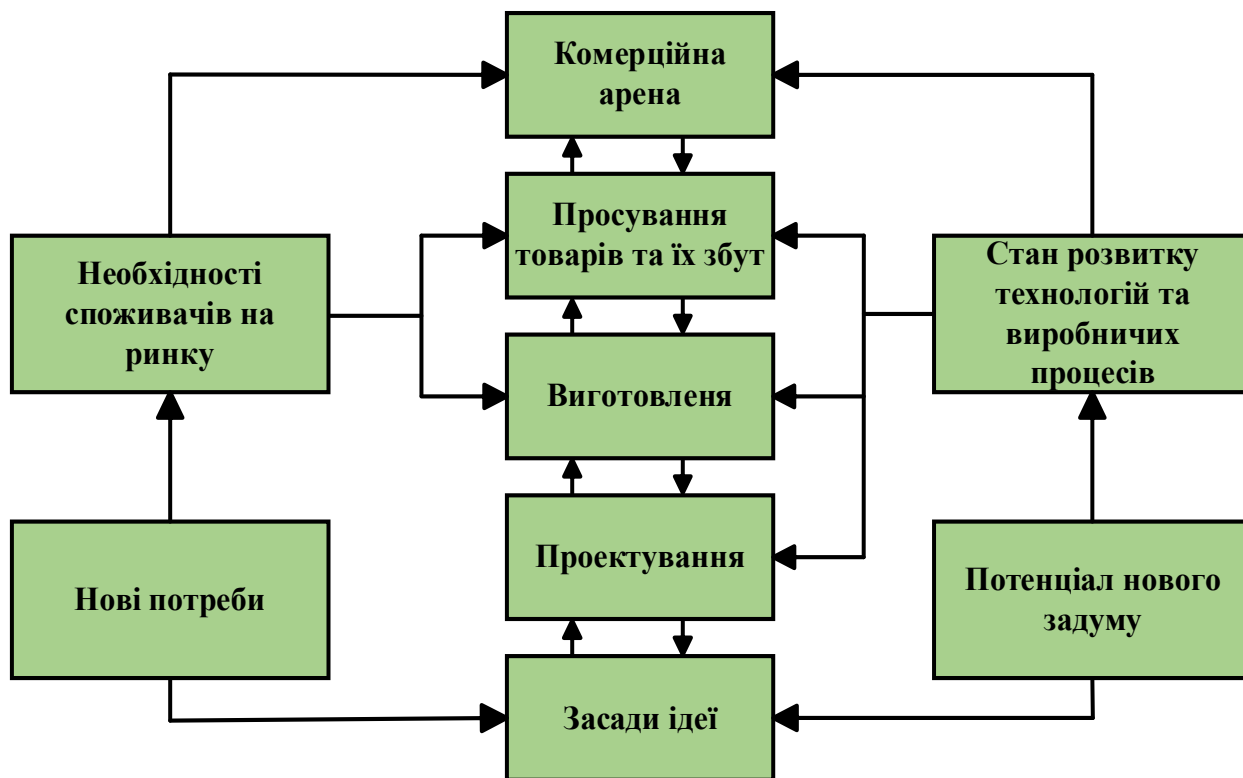 Комерційна
арена
Просування
товарів та їх збут
Необхідності
споживачів на
ринку
Стан розвитку
технологій та
виробничих
процесів
Виготовленя
Проектування
Нові потреби
Потенціал нового
задуму
Засади ідеї